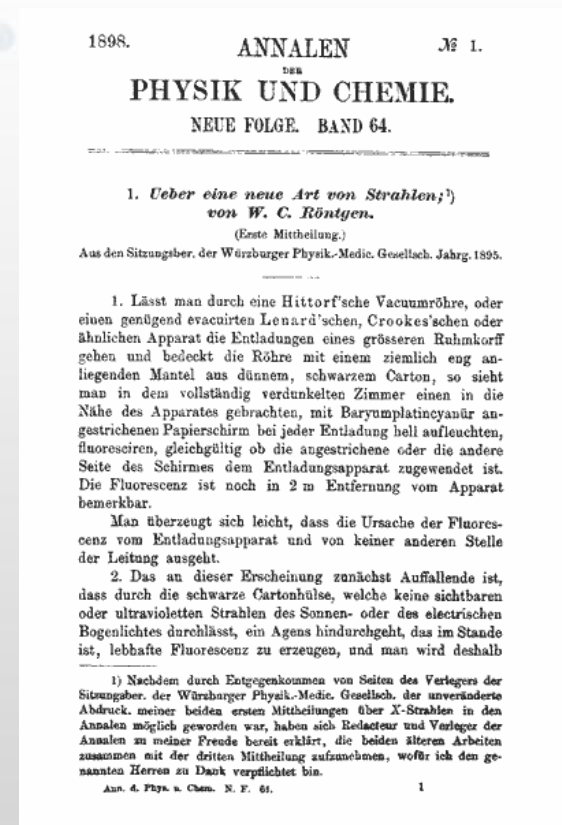 1898.
ANNALEN
№ 1.
DER
PHYSIK UND CHEMIE.
NEUE FOLGE. BAND 64.
1. Ueber eine neue Art von Strahlen;¹)
von W. C. Röntgen.
(Erste Mittheilung.)
Aus den Sitzungsber. der Würzburger Physik.-Medic. Gesellsch. Jahrg. 1895.
1. Lässt man durch eine Hittorf'sche Vacuumröhre, oder
einen genügend evacuirten Lenard'schen, Crookes'schen oder
ähnlichen Apparat die Entladungen eines grösseren Ruhmkorff
gehen und bedeckt die Röhre mit einem ziemlich eng an-
liegenden Mantel aus dünnem, schwarzem Carton, so sieht
man in dem vollständig verdunkelten Zimmer einen in die
Nähe des Apparates gebrachten, mit Baryumplatincyanür an-
gestrichenen Papierschirm bei jeder Entladung hell aufleuchten,
fluoresciren, gleichgültig ob die angestrichene oder die andere
Seite des Schirmes dem Entladungsapparat zugewendet ist.
Die Fluorescenz ist noch in 2 m Entfernung vom Apparat
bemerkbar.
Man überzeugt sich leicht, dass die Ursache der Fluores-
cenz vom Entladungsapparat und von keiner anderen Stelle
der Leitung ausgeht.
2. Das an dieser Erscheinung zunächst Auffallende ist,
dass durch die schwarze Cartonhülse, welche keine sichtbaren
oder ultravioletten Strahlen des Sonnen- oder des electrischen
Bogenlichtes durchlässt, ein Agens hindurchgeht, das im Stande
ist, lebhafte Fluorescenz zu erzeugen, und man wird deshalb
1) Nachdem durch Entgegenkommen von Seiten des Verlegers der
Sitzungsber. der Würzburger Physik.-Medic. Gesellsch. der unveränderte
Abdruck meiner beiden ersten Mittheilungen über X-Strahlen in den
Annalen möglich geworden war, haben sich Redacteur und Verleger der
Annalen zu meiner Freude bereit erklärt, die beiden älteren Arbeiten
zusammen mit der dritten Mittheilung aufzunehmen, wofür ich den ge-
nannten Herren zu Dank verpflichtet bin.
Ann. d. Phys. u. Chem. N. F. 64.
1